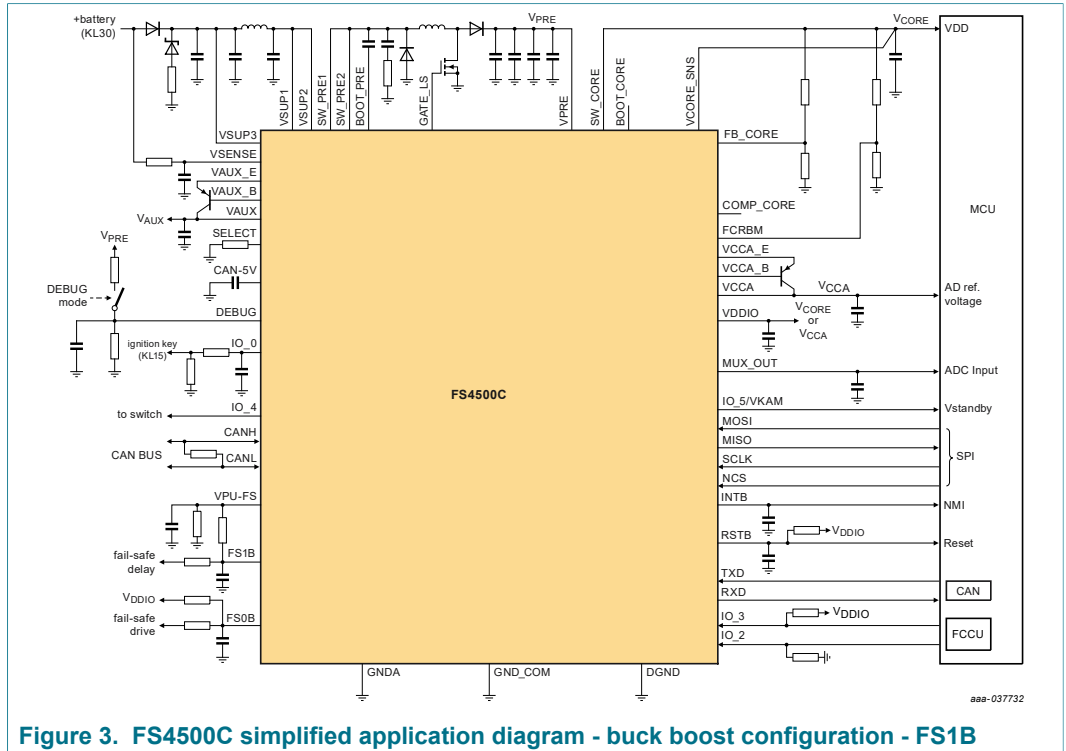 +battery
(KL30)
VPRE
VCORE
VDD
VSUP1
VSUP2
SW_PRE1
SW_PRE2
BOOT_PRE
GATE_LS
VPRE
SW_CORE
BOOT_CORE
VCORE_SNS
VSUP3
VSENSE
VAUX_E
VAUX_B
VAUX
VAUX
SELECT
VPRE
CAN-5V
DEBUG
mode
DEBUG
ignition key
(KL15)
IO_0
to switch
IO_4
CANH
CAN BUS
CANL
VPU-FS
fail-safe
delay
FS1B
VDDIO
fail-safe
drive
FS0B
FS4500C
GNDA
GND_COM
DGND
FB_CORE
COMP_CORE
FCRBM
VCCA_E
VCCA_B
VCCA
VCCA
AD ref.
voltage
VDDIO
VCORE
or
VCCA
MUX_OUT
ADC Input
IO_5/VKAM
Vstandby
MOSI
MISO
SCLK
NCS
SPI
INTB
NMI
RSTB
VDDIO
Reset
TXD
RXD
CAN
IO_3
VDDIO
IO_2
FCCU
MCU
aaa-037732
Figure 3. FS4500C simplified application diagram - buck boost configuration - FS1B